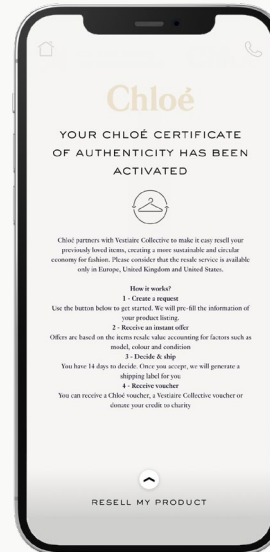 Chloé
YOUR CHLOÉ CERTIFICATE
OF AUTHENTICITY HAS BEEN
ACTIVATED
Chloé partners with Vestiaire Collective to make it easy resell your
previously loved items, creating a more sustainable and circular
economy for fashion. Please consider that the resale service is available
only in Europe, United Kingdom and United States.
How it works?
1 - Create a request
Use the button below to get started. We will pre-fill the information of
your product listing.
2 - Receive an instant offer
Offers are based on the items resale value accounting for factors such as
model, colour and condition
3 - Decide & ship
You have 14 days to decide. Once you accept, we will generate a
shipping label for you
4 - Receive voucher
You can receive a Chloé voucher, a Vestiaire Collective voucher or
donate your credit to charity
RESELL MY PRODUCT